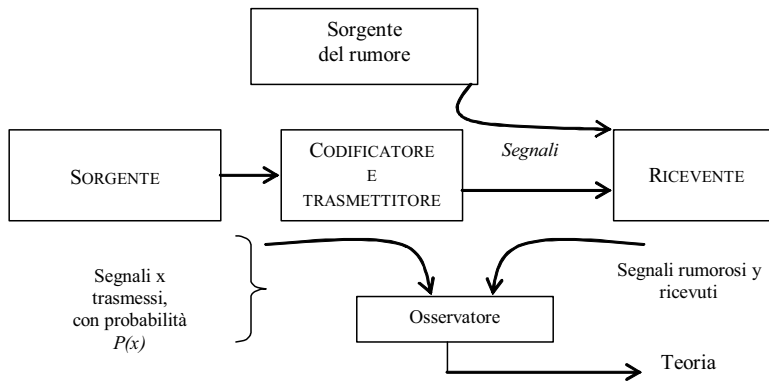 Sorgente
del rumore
SORGENTE
CODIFICATORE
E
TRASMETTITORE
Segnali
RICEVENTE
Segnali x
trasmessi,
con probabilità
P(x)
Osservatore
Segnali rumorosi y
ricevuti
Teoria